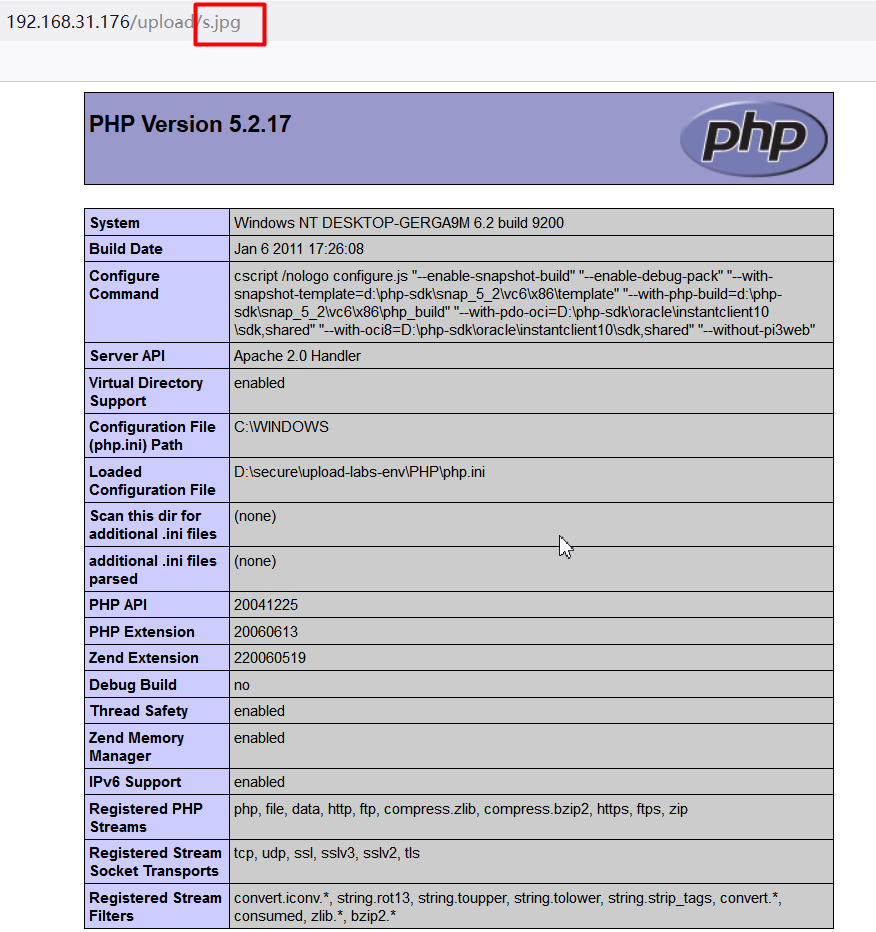 192.168.31.176/upload/s.jpg
PHP Version 5.2.17
php
System Windows NT DESKTOP-GERGA9M 6.2 build 9200
Build Date Jan 6 2011 17:26:08
Configure Command cscript /nologo configure.js "--enable-snapshot-build" "--enable-debug-pack" "--with-
snapshot-template=d:\php-sdk\snap_5_2\vc6\x86\template" "--with-php-build=d:\php-
sdk\snap_5_2\vc6\x86\php_build" "--with-pdo-oci=D:\php-sdk\oracle\instantclient10
\sdk,shared" "--with-oci8=D:\php-sdk\oracle\instantclient10\sdk,shared" "--without-pi3web"
Server API Apache 2.0 Handler
Virtual Directory
Support enabled
Configuration File
(php.ini) Path C:\WINDOWS
Loaded
Configuration File D:\secure\upload-labs-env\PHP\php.ini
Scan this dir for
additional .ini files (none)
additional .ini files
parsed (none)
PHP API 20041225
PHP Extension 20060613
Zend Extension 220060519
Debug Build no
Thread Safety enabled
Zend Memory
Manager enabled
IPv6 Support enabled
Registered PHP
Streams php, file, data, http, ftp, compress.zlib, compress.bzip2, https, ftps, zip
Registered Stream
Socket Transports tcp, udp, ssl, sslv3, sslv2, tls
Registered Stream
Filters convert.iconv.*, string.rot13, string.toupper, string.tolower, string.strip_tags, convert.*,
consumed, zlib.*, bzip2.*